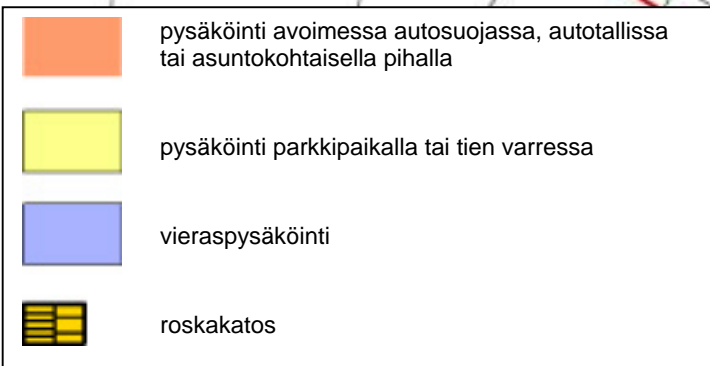 pysäköinti avoimessa autosuojassa, autotallissa
tai asuntokohtaisella pihalla
pysäköinti parkkipaikalla tai tien varressa
vieraspysäköinti
roskakatos